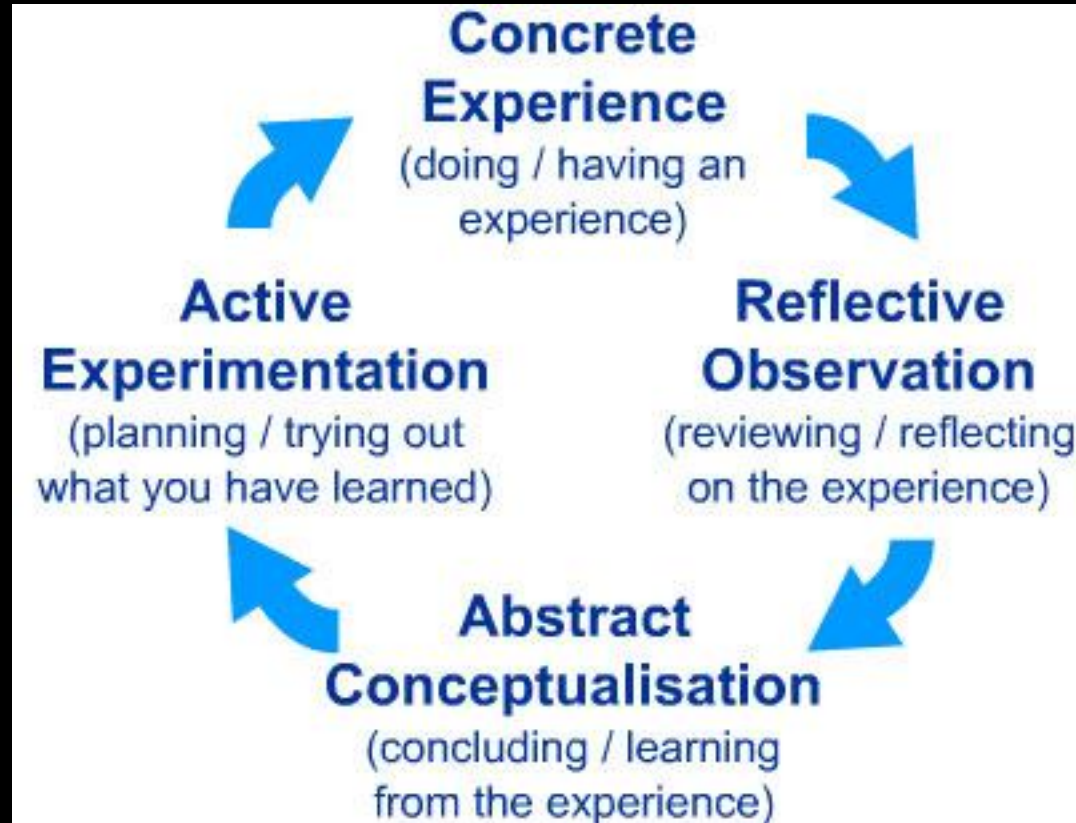 Concrete
Experience
(doing / having an
experience)
Reflective
Observation
(reviewing / reflecting
on the experience)
Abstract
Conceptualisation
(concluding / learning
from the experience)
Active
Experimentation
(planning / trying out
what you have learned)